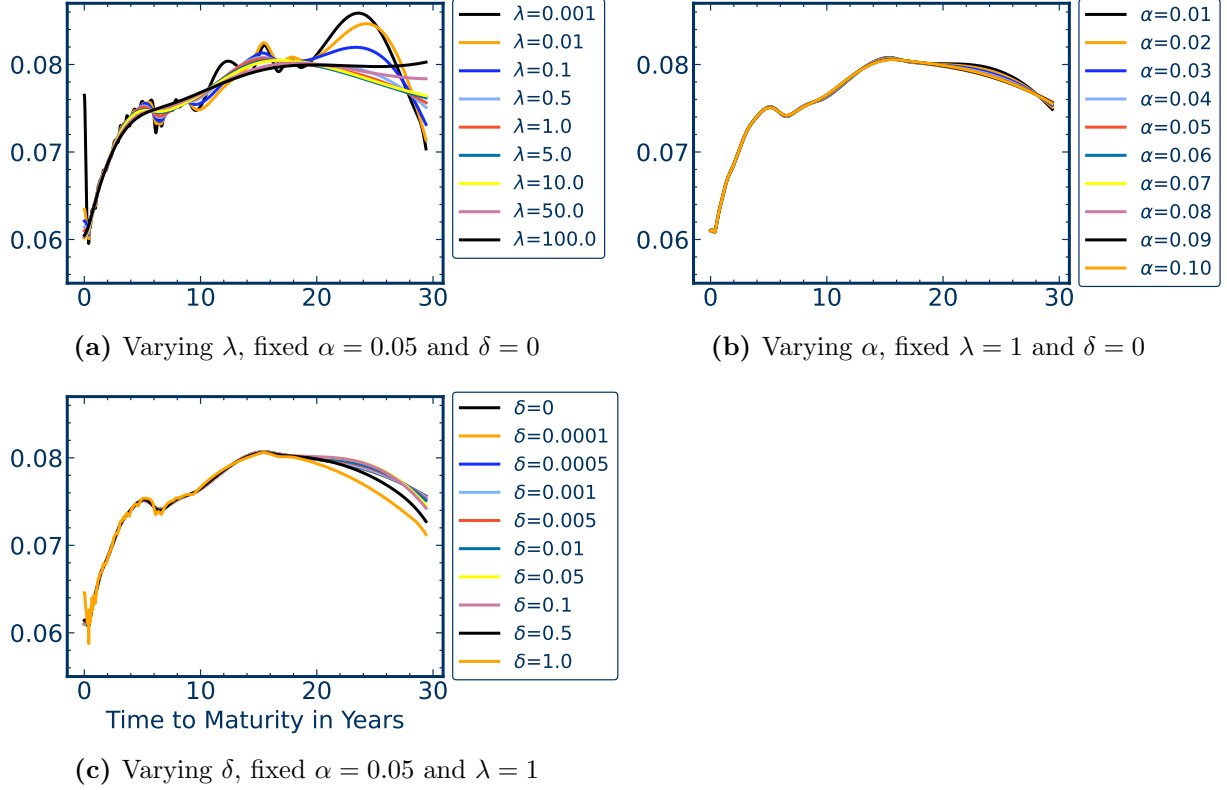 0.08
0.07
0.06
0 10 20 30
λ=0.001
λ=0.01
λ=0.1
λ=0.5
λ=1.0
λ=5.0
λ=10.0
λ=50.0
λ=100.0
(a) Varying λ, fixed α = 0.05 and δ = 0
0.08
0.07
0.06
0 10 20 30
α=0.01
α=0.02
α=0.03
α=0.04
α=0.05
α=0.06
α=0.07
α=0.08
α=0.09
α=0.10
(b) Varying α, fixed λ = 1 and δ = 0
0.08
0.07
0.06
0 10 20 30
Time to Maturity in Years
δ=0
δ=0.0001
δ=0.0005
δ=0.001
δ=0.005
δ=0.01
δ=0.05
δ=0.1
δ=0.5
δ=1.0
(c) Varying δ, fixed α = 0.05 and λ = 1